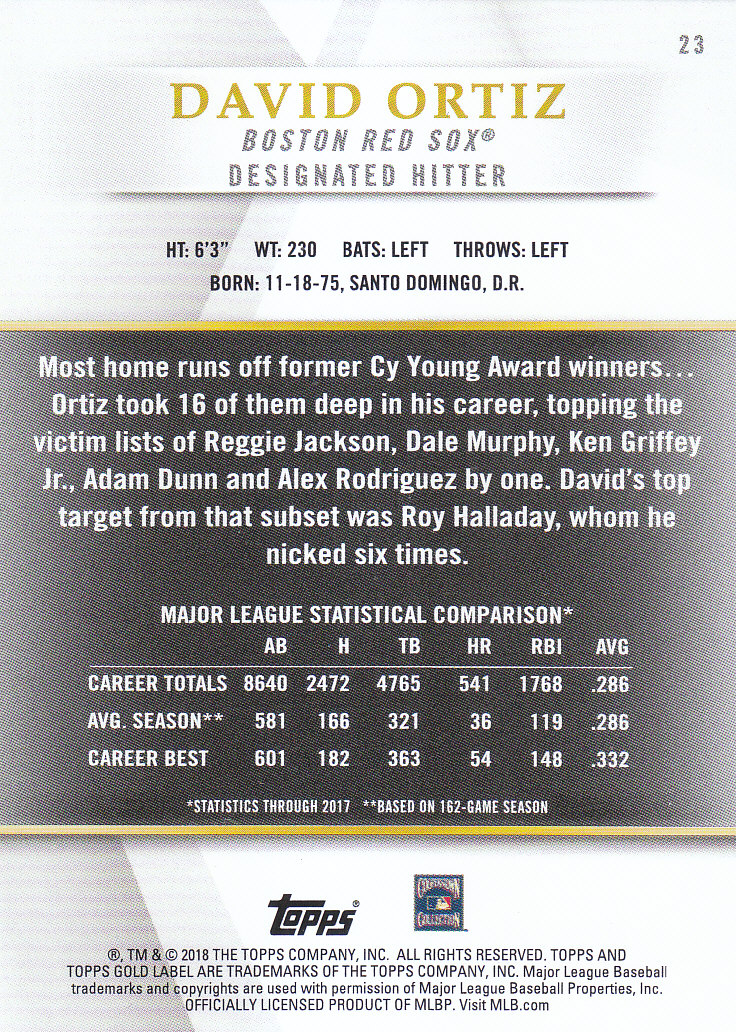 23
DAVID ORTIZ
BOSTON RED SOX®
DESIGNATED HITTER
HT: 6'3" WT: 230 BATS: LEFT THROWS: LEFT
BORN: 11-18-75, SANTO DOMINGO, D.R.
Most home runs off former Cy Young Award winners...
Ortiz took 16 of them deep in his career, topping the
victim lists of Reggie Jackson, Dale Murphy, Ken Griffey
Jr., Adam Dunn and Alex Rodriguez by one. David's top
target from that subset was Roy Halladay, whom he
nicked six times.
MAJOR LEAGUE STATISTICAL COMPARISON*
AB H TB HR RBI AVG
CAREER TOTALS 8640 2472 4765 541 1768 .286
AVG. SEASON** 581 166 321 36 119 .286
CAREER BEST 601 182 363 54 148 .332
*STATISTICS THROUGH 2017 **BASED ON 162-GAME SEASON
Topps®
COOPERSTOWN
COLLECTION
®, TM & © 2018 THE TOPPS COMPANY, INC. ALL RIGHTS RESERVED. TOPPS AND
TOPPS GOLD LABEL ARE TRADEMARKS OF THE TOPPS COMPANY, INC. Major League Baseball
trademarks and copyrights are used with permission of Major League Baseball Properties, Inc.
OFFICIALLY LICENSED PRODUCT OF MLBP. Visit MLB.com